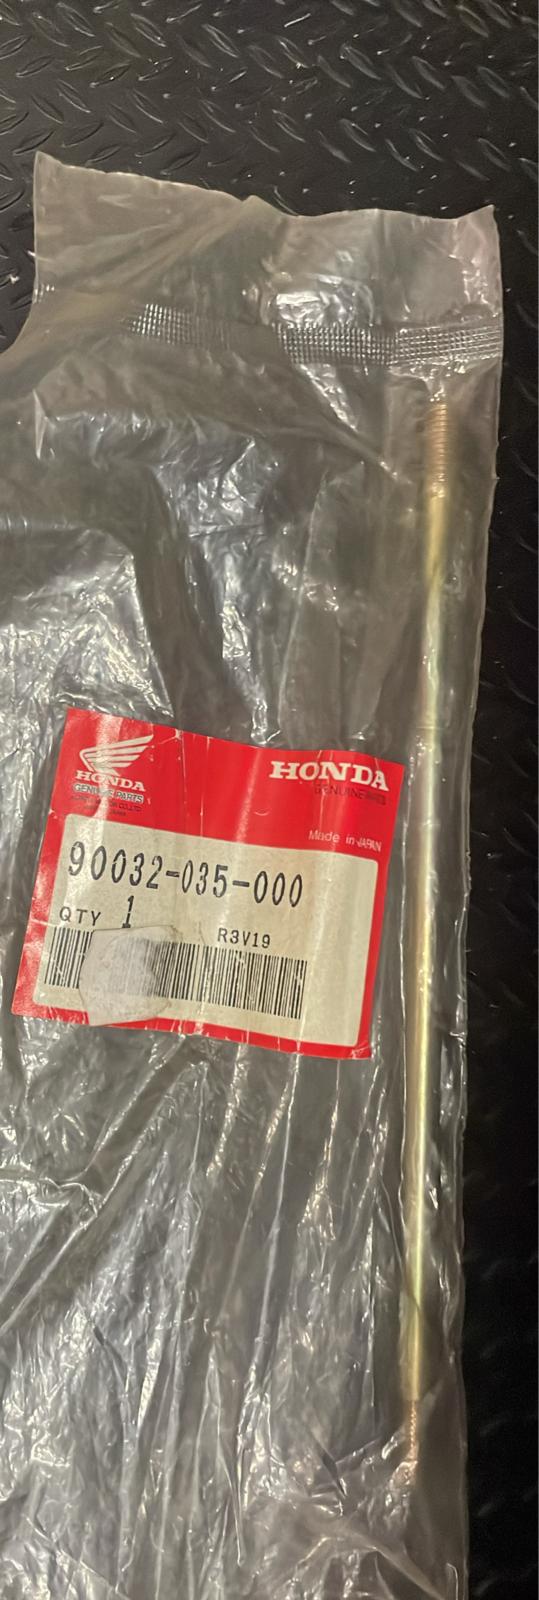 HONDA
GENUINE PARTS
HONDA
GENUINE PARTS
Made in JAPAN
90032-035-000
QTY 1
R3V19